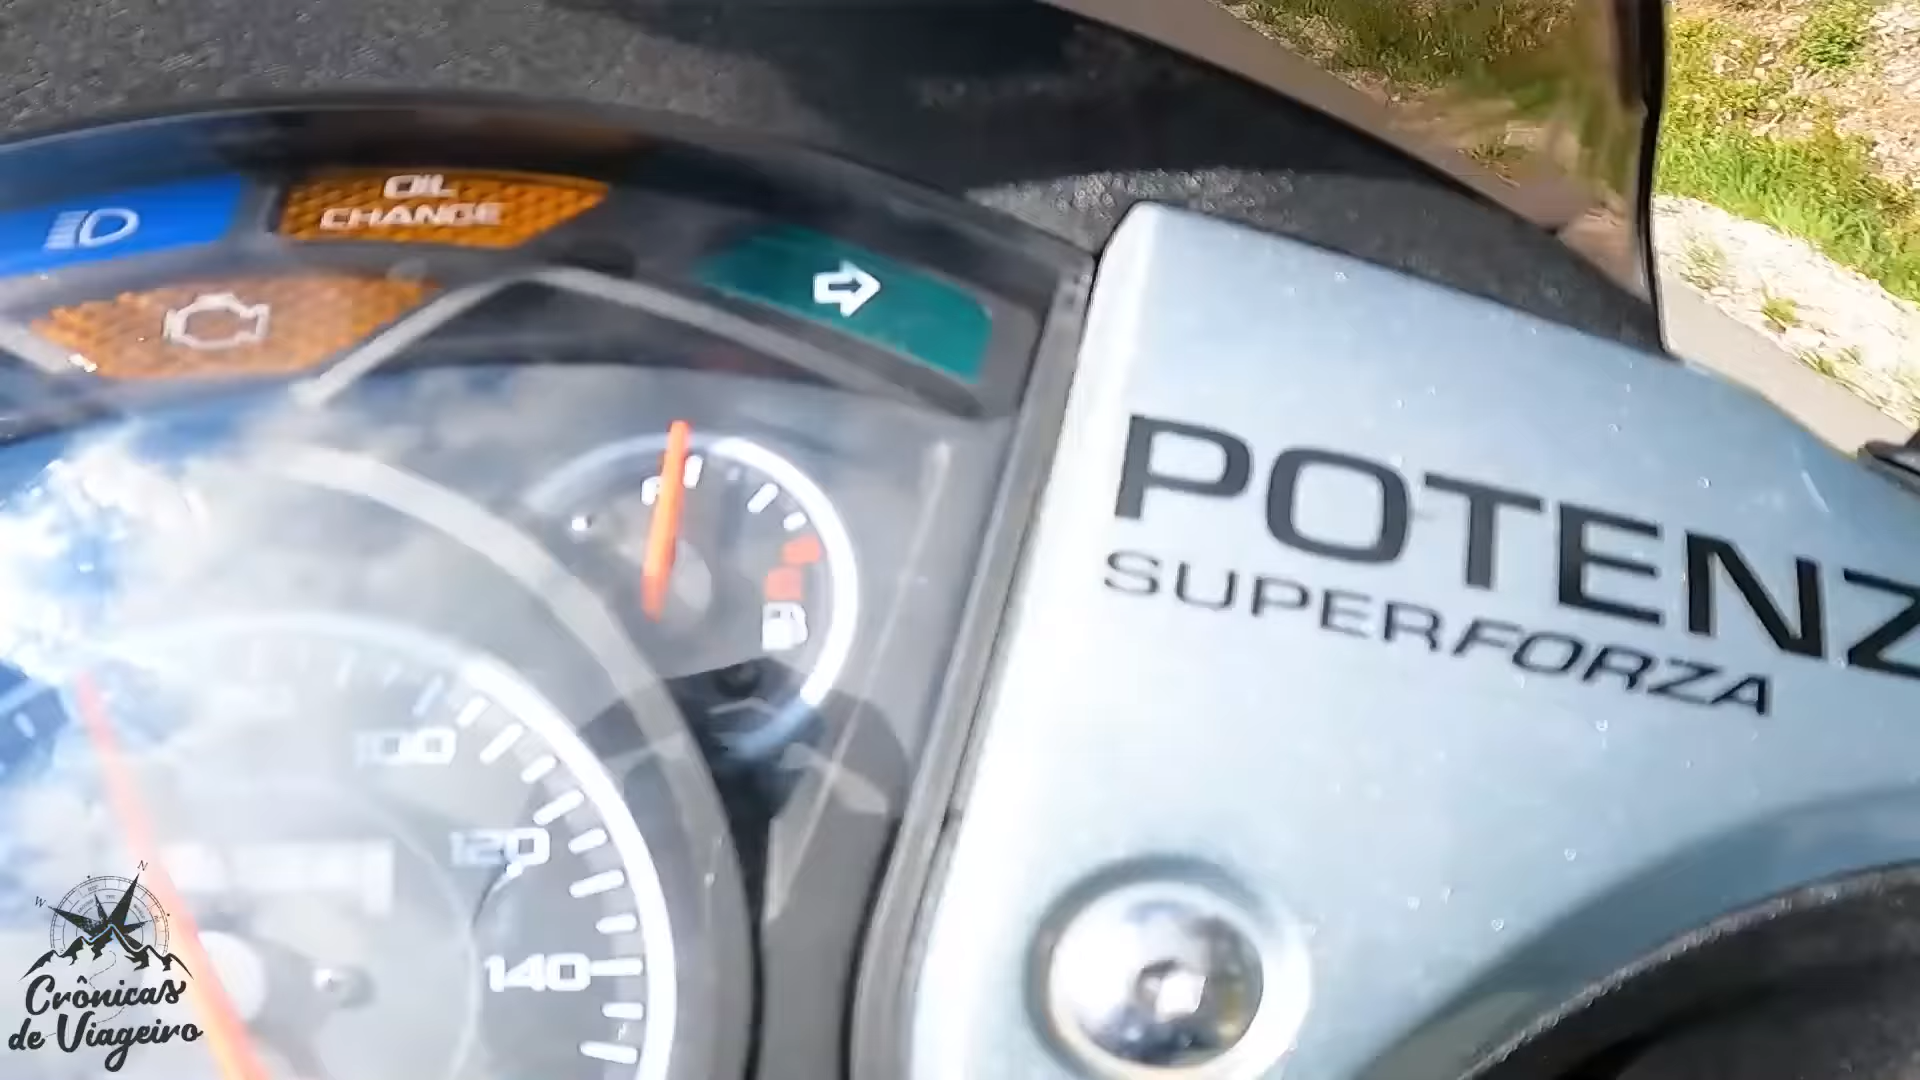 OIL
CHANGE
POTENZ
SUPERFORZA
100
120
140
N
W
Crônicas
de Viageiro